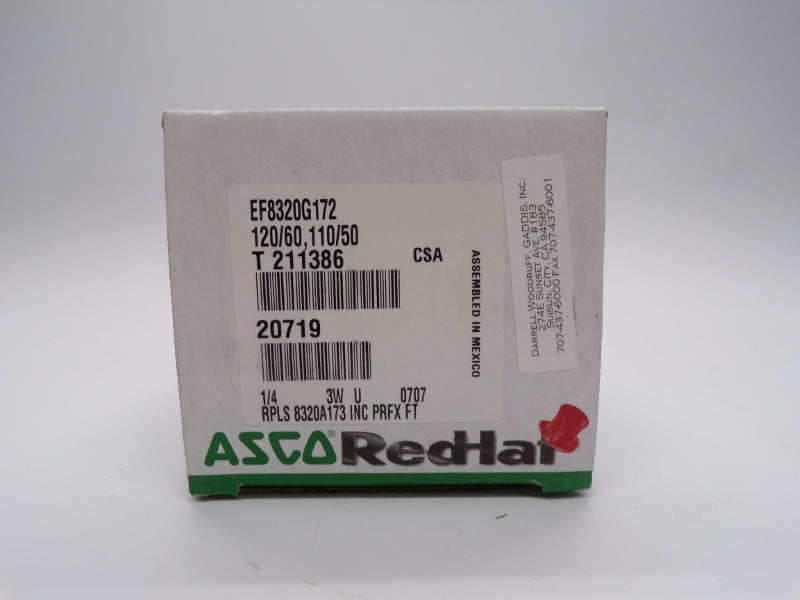 EF8320G172
120/60,110/50
T 211386
CSA
20719
1/4 3W U 0707
RPLS 8320A173 INC PRFX FT
ASSEMBLED IN MEXICO
DARRELL WOODRUFF, GADDIS, INC.
274E SUNSET AVE, #183
SUISUN, CITY, CA 94585
707-437-6000 FAX 707-437-6001
ASCO® RedHat